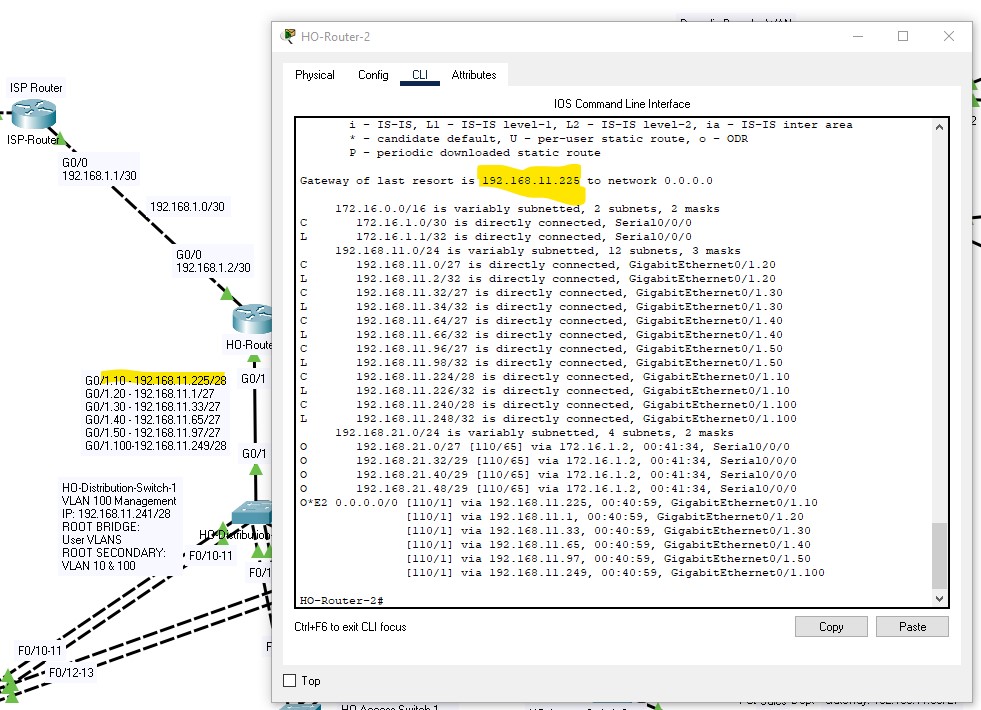 ISP Router
ISP-Router
G0/0
192.168.1.1/30
192.168.1.0/30
G0/0
192.168.1.2/30
HO-Route
G0/1
G0/1.10 - 192.168.11.225/28
G0/1.20 - 192.168.11.1/27
G0/1.30 - 192.168.11.33/27
G0/1.40 - 192.168.11.65/27
G0/1.50 - 192.168.11.97/27
G0/1.100-192.168.11.249/28
G0/1
HO-Distribution-Switch-1
VLAN 100 Management
IP: 192.168.11.241/28
ROOT BRIDGE:
User VLANS
ROOT SECONDARY:
VLAN 10 & 100
HO-Distribution
F0/10-11
F0/1
F0/10-11
F0/12-13
F
HO-Router-2
Physical Config CLI Attributes
IOS Command Line Interface
i - IS-IS, L1 - IS-IS level-1, L2 - IS-IS level-2, ia - IS-IS inter area
* - candidate default, U - per-user static route, o - ODR
P - periodic downloaded static route
Gateway of last resort is 192.168.11.225 to network 0.0.0.0
172.16.0.0/16 is variably subnetted, 2 subnets, 2 masks
C 172.16.1.0/30 is directly connected, Serial0/0/0
L 172.16.1.1/32 is directly connected, Serial0/0/0
192.168.11.0/24 is variably subnetted, 12 subnets, 3 masks
C 192.168.11.0/27 is directly connected, GigabitEthernet0/1.20
L 192.168.11.2/32 is directly connected, GigabitEthernet0/1.20
C 192.168.11.32/27 is directly connected, GigabitEthernet0/1.30
L 192.168.11.34/32 is directly connected, GigabitEthernet0/1.30
C 192.168.11.64/27 is directly connected, GigabitEthernet0/1.40
L 192.168.11.66/32 is directly connected, GigabitEthernet0/1.40
C 192.168.11.96/27 is directly connected, GigabitEthernet0/1.50
L 192.168.11.98/32 is directly connected, GigabitEthernet0/1.50
C 192.168.11.224/28 is directly connected, GigabitEthernet0/1.10
L 192.168.11.226/32 is directly connected, GigabitEthernet0/1.10
C 192.168.11.240/28 is directly connected, GigabitEthernet0/1.100
L 192.168.11.248/32 is directly connected, GigabitEthernet0/1.100
192.168.21.0/24 is variably subnetted, 4 subnets, 2 masks
O 192.168.21.0/27 [110/65] via 172.16.1.2, 00:41:34, Serial0/0/0
O 192.168.21.32/29 [110/65] via 172.16.1.2, 00:41:34, Serial0/0/0
O 192.168.21.40/29 [110/65] via 172.16.1.2, 00:41:34, Serial0/0/0
O 192.168.21.48/29 [110/65] via 172.16.1.2, 00:41:34, Serial0/0/0
O*E2 0.0.0.0/0 [110/1] via 192.168.11.225, 00:40:59, GigabitEthernet0/1.10
[110/1] via 192.168.11.1, 00:40:59, GigabitEthernet0/1.20
[110/1] via 192.168.11.33, 00:40:59, GigabitEthernet0/1.30
[110/1] via 192.168.11.65, 00:40:59, GigabitEthernet0/1.40
[110/1] via 192.168.11.97, 00:40:59, GigabitEthernet0/1.50
[110/1] via 192.168.11.249, 00:40:59, GigabitEthernet0/1.100
HO-Router-2#
Ctrl+F6 to exit CLI focus
Copy Paste
Top
2
HO-Access Switch-1